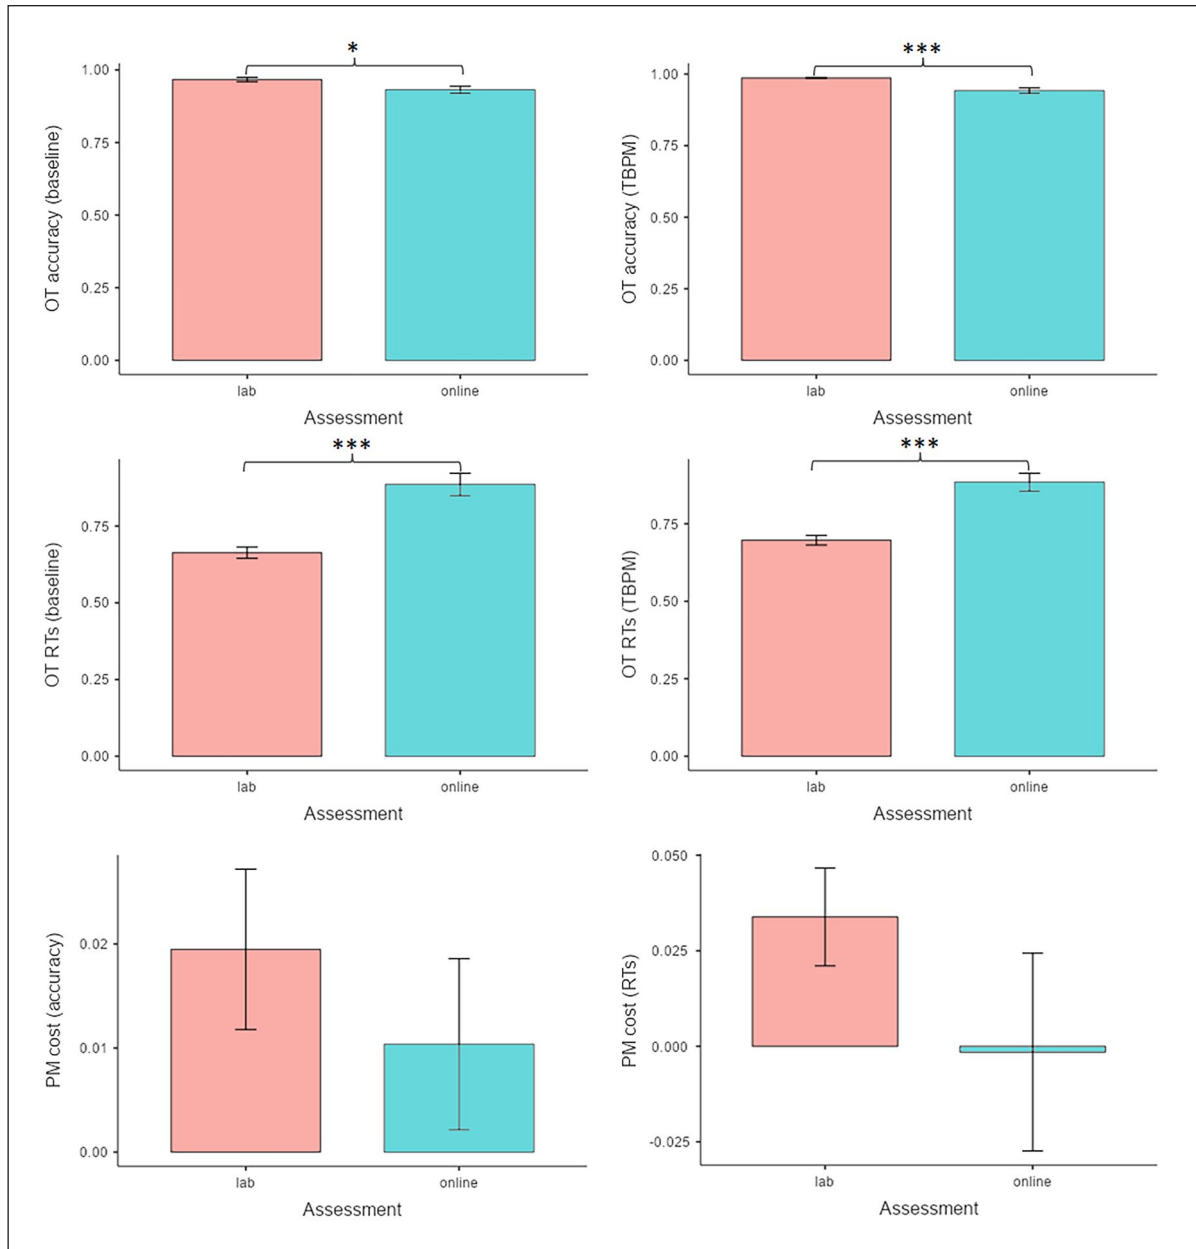 *
OT accuracy (baseline)
1.00
0.75
0.50
0.25
0.00
lab online
Assessment
***
OT accuracy (TBPM)
1.00
0.75
0.50
0.25
0.00
lab online
Assessment
***
OT RTs (baseline)
0.75
0.50
0.25
0.00
lab online
Assessment
***
OT RTs (TBPM)
0.75
0.50
0.25
0.00
lab online
Assessment
PM cost (accuracy)
0.02
0.01
0.00
lab online
Assessment
PM cost (RTs)
0.050
0.025
0.000
-0.025
lab online
Assessment